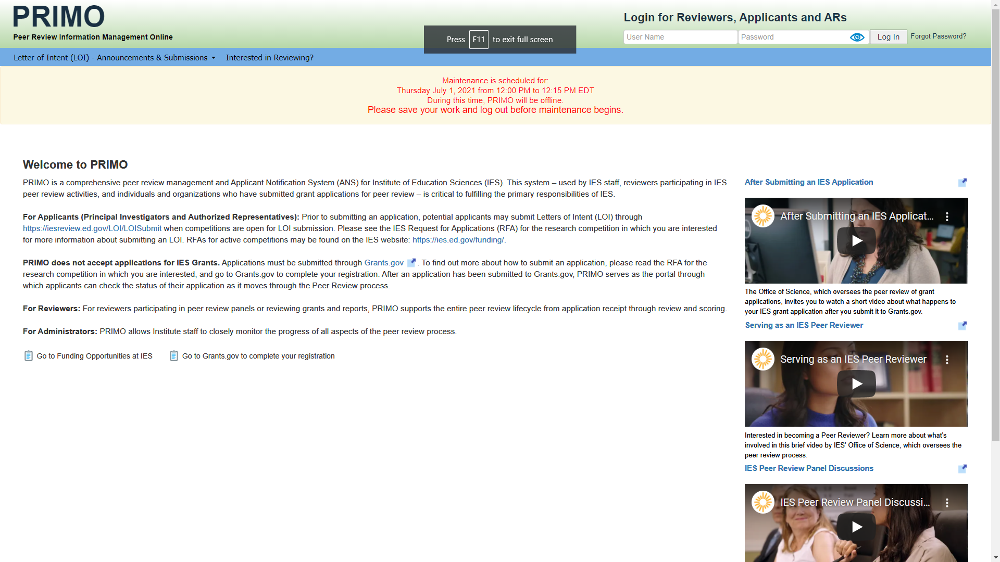 PRIMO
Peer Review Information Management Online
Login for Reviewers, Applicants and ARs
User Name
Password
Log In
Forgot Password?
Press F11 to exit full screen
Letter of Intent (LOI) - Announcements & Submissions
Interested in Reviewing?
Maintenance is scheduled for:
Thursday July 1, 2021 from 12:00 PM to 12:15 PM EDT
During this time, PRIMO will be offline.
Please save your work and log out before maintenance begins.
Welcome to PRIMO
PRIMO is a comprehensive peer review management and Applicant Notification System (ANS) for Institute of Education Sciences (IES). This system – used by IES staff, reviewers participating in IES
peer review activities, and individuals and organizations who have submitted grant applications for peer review – is critical to fulfilling the primary responsibilities of IES.
For Applicants (Principal Investigators and Authorized Representatives): Prior to submitting an application, potential applicants may submit Letters of Intent (LOI) through
https://iesreview.ed.gov/LOI/LOISubmit when competitions are open for LOI submission. Please see the IES Request for Applications (RFA) for the research competition in which you are interested
for more information about submitting an LOI. RFAs for active competitions may be found on the IES website: https://ies.ed.gov/funding/.
PRIMO does not accept applications for IES Grants. Applications must be submitted through Grants.gov . To find out more about how to submit an application, please read the RFA for the
research competition in which you are interested, and go to Grants.gov to complete your registration. After an application has been submitted to Grants.gov, PRIMO serves as the portal through
which applicants can check the status of their application as it moves through the Peer Review process.
For Reviewers: For reviewers participating in peer review panels or reviewing grants and reports, PRIMO supports the entire peer review lifecycle from application receipt through review and scoring.
For Administrators: PRIMO allows Institute staff to closely monitor the progress of all aspects of the peer review process.
Go to Funding Opportunities at IES
Go to Grants.gov to complete your registration
After Submitting an IES Application
After Submitting an IES Applicat...
The Office of Science, which oversees the peer review of grant
applications, invites you to watch a short video about what happens to
your IES grant application after you submit it to Grants.gov.
Serving as an IES Peer Reviewer
Serving as an IES Peer Reviewer
Interested in becoming a Peer Reviewer? Learn more about what's
involved in this brief video by IES' Office of Science, which oversees the
peer review process.
IES Peer Review Panel Discussions
IES Peer Review Panel Discussi...